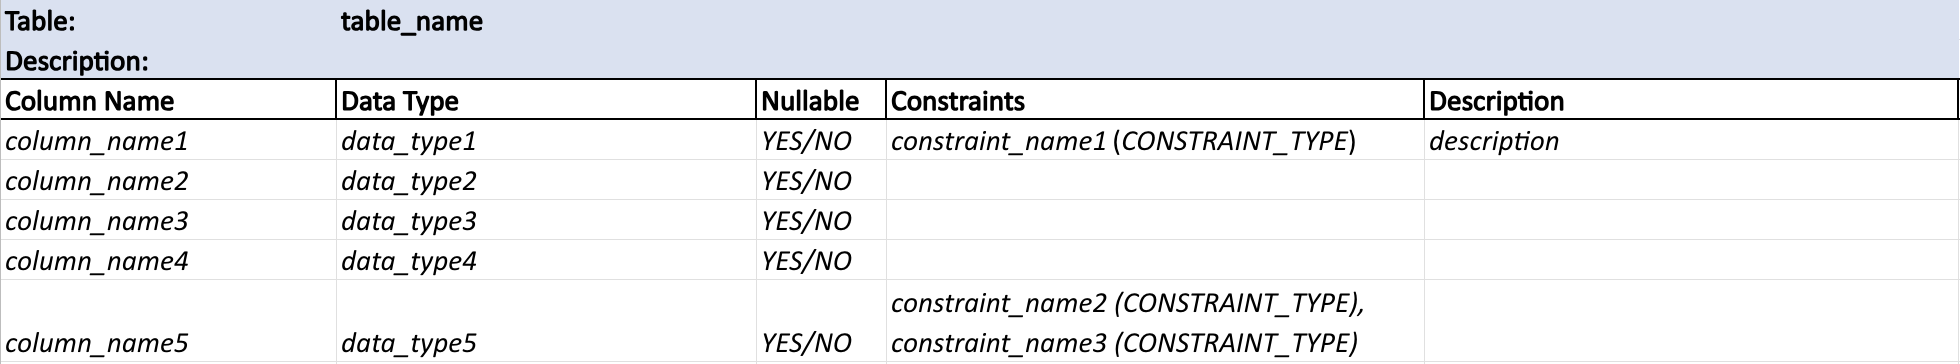 Table: table_name
Description:
Column Name Data Type Nullable Constraints Description
column_name1 data_type1 YES/NO constraint_name1 (CONSTRAINT_TYPE) description
column_name2 data_type2 YES/NO
column_name3 data_type3 YES/NO
column_name4 data_type4 YES/NO
constraint_name2 (CONSTRAINT_TYPE),
column_name5 data_type5 YES/NO constraint_name3 (CONSTRAINT_TYPE)